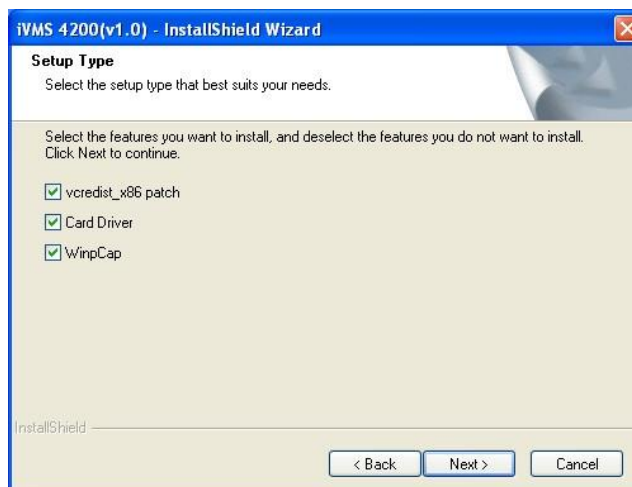 iVMS 4200(v1.0) - InstallShield Wizard
Setup Type
Select the setup type that best suits your needs.
Select the features you want to install, and deselect the features you do not want to install.
Click Next to continue.
vcredist_x86 patch
Card Driver
WinpCap
InstallShield
< Back
Next >
Cancel